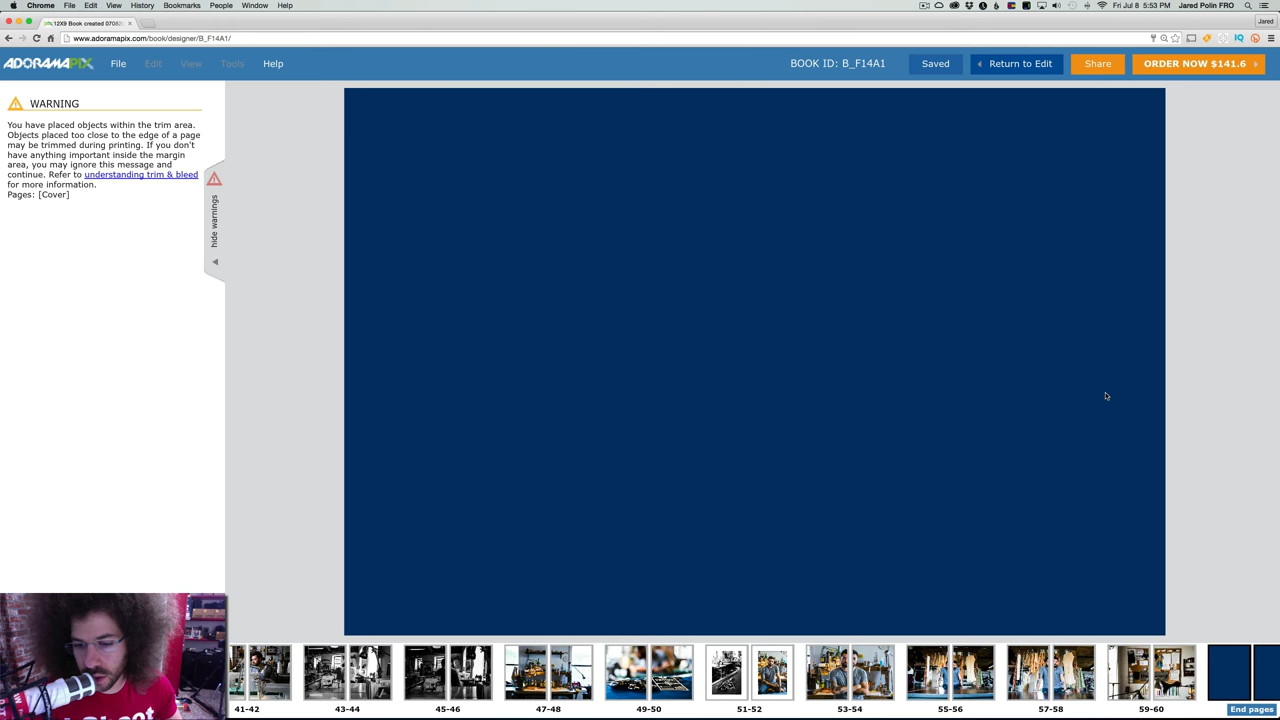 Chrome File Edit View History Bookmarks People Window Help
Fri Jul 8 5:53 PM Jared Polin FRO
12X9 Book created 0708
Jared
www.adoramapix.com/book/designer/B_F14A1/
ADORAMAPIX File Edit View Tools Help
BOOK ID: B_F14A1 Saved Return to Edit Share ORDER NOW $141.6
WARNING
You have placed objects within the trim area.
Objects placed too close to the edge of a page
may be trimmed during printing. If you don't
have anything important inside the margin
area, you may ignore this message and
continue. Refer to understanding trim & bleed
for more information.
Pages: [Cover]
hide warnings
41-42 43-44 45-46 47-48 49-50 51-52 53-54 55-56 57-58 59-60 End pages